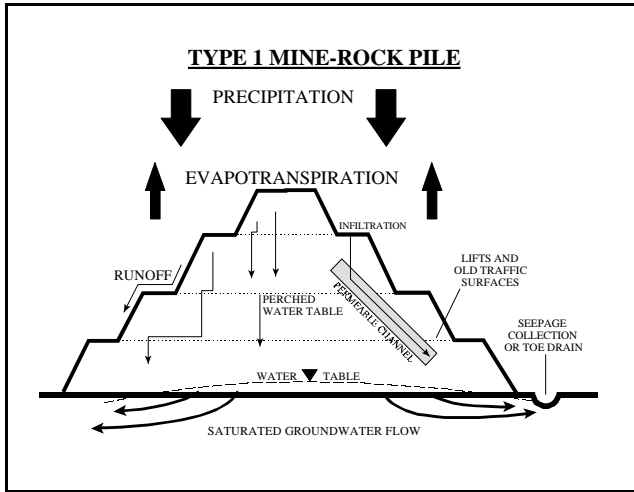 TYPE 1 MINE-ROCK PILE
PRECIPITATION
EVAPOTRANSPIRATION
INFILTRATION
RUNOFF
LIFTS AND
OLD TRAFFIC
SURFACES
PERCHED
WATER TABLE
PERMEABLE CHANNEL
SEEPAGE
COLLECTION
OR TOE DRAIN
WATER TABLE
SATURATED GROUNDWATER FLOW